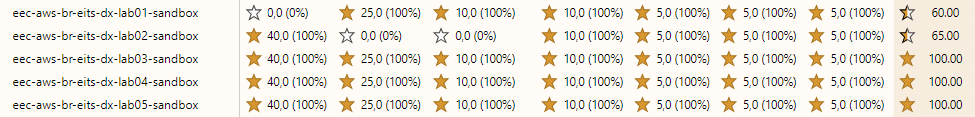 eec-aws-br-eits-dx-lab01-sandbox 0,0 (0%) 25,0 (100%) 10,0 (100%) 10,0 (100%) 5,0 (100%) 5,0 (100%) 5,0 (100%) 60.00
eec-aws-br-eits-dx-lab02-sandbox 40,0 (100%) 0,0 (0%) 0,0 (0%) 10,0 (100%) 5,0 (100%) 5,0 (100%) 5,0 (100%) 65.00
eec-aws-br-eits-dx-lab03-sandbox 40,0 (100%) 25,0 (100%) 10,0 (100%) 10,0 (100%) 5,0 (100%) 5,0 (100%) 5,0 (100%) 100.00
eec-aws-br-eits-dx-lab04-sandbox 40,0 (100%) 25,0 (100%) 10,0 (100%) 10,0 (100%) 5,0 (100%) 5,0 (100%) 5,0 (100%) 100.00
eec-aws-br-eits-dx-lab05-sandbox 40,0 (100%) 25,0 (100%) 10,0 (100%) 10,0 (100%) 5,0 (100%) 5,0 (100%) 5,0 (100%) 100.00